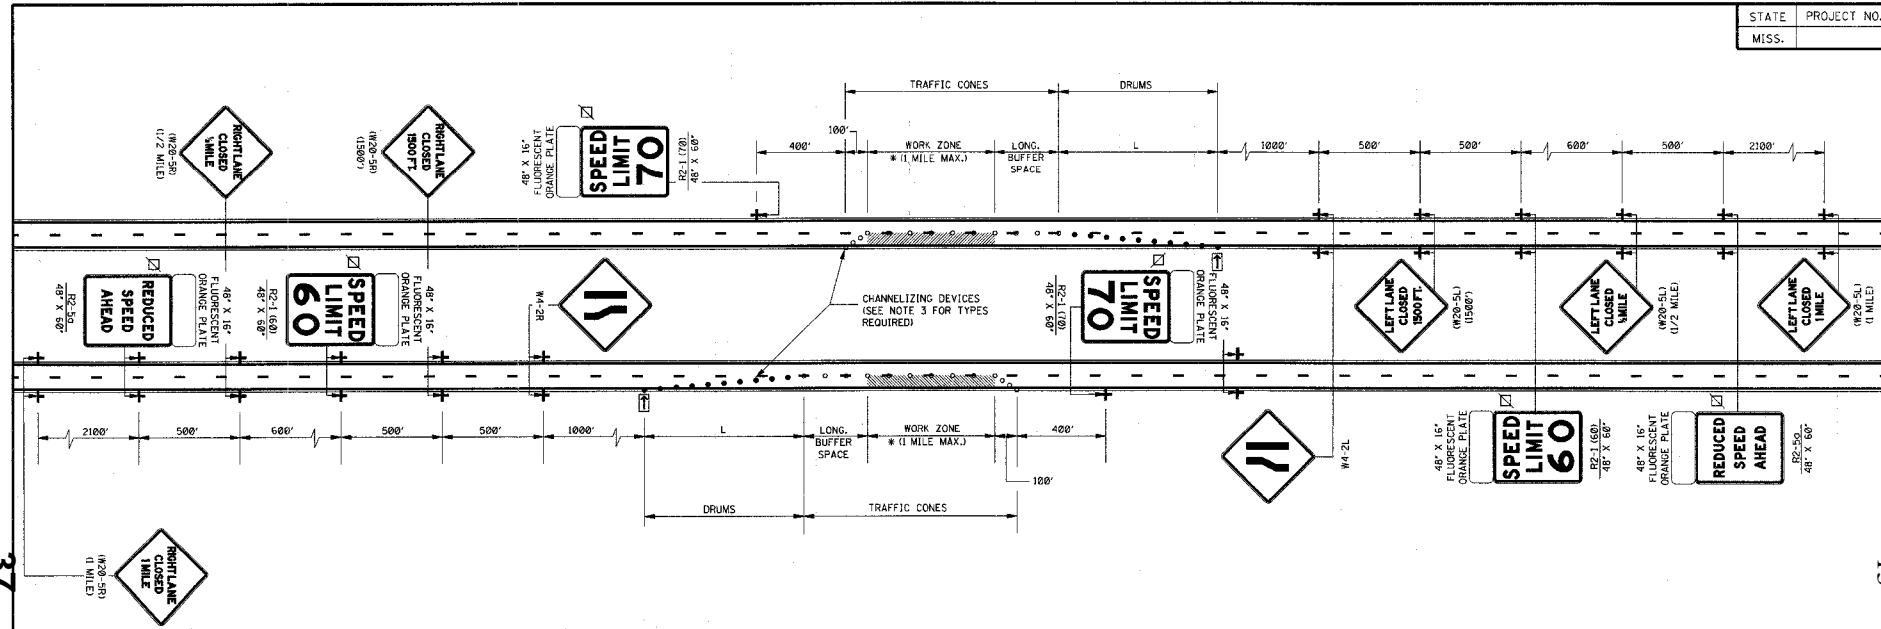 STATE PROJECT NO.
MISS.
TRAFFIC CONES
DRUMS
400'
100'
WORK ZONE
* (1 MILE MAX.)
LONG.
BUFFER
SPACE
L
1000'
500'
500'
600'
500'
2100'
RIGHT LANE
CLOSED
½ MILE
(W20-5R)
(1/2 MILE)
RIGHT LANE
CLOSED
1500 FT.
(W20-5R)
(1500')
48" X 16"
FLUORESCENT
ORANGE PLATE
SPEED
LIMIT
70
R2-1 (70)
48" X 60"
R2-5a
48" X 60"
REDUCED
SPEED
AHEAD
48" X 16"
FLUORESCENT
ORANGE PLATE
R2-1 (60)
48" X 60"
SPEED
LIMIT
60
48" X 16"
FLUORESCENT
ORANGE PLATE
W4-2R
CHANNELIZING DEVICES
(SEE NOTE 3 FOR TYPES
REQUIRED)
R2-1 (70)
48" X 60"
SPEED
LIMIT
70
48" X 16"
FLUORESCENT
ORANGE PLATE
LEFT LANE
CLOSED
1500 FT.
(W20-5L)
(1500')
LEFT LANE
CLOSED
½ MILE
(W20-5L)
(1/2 MILE)
LEFT LANE
CLOSED
1 MILE
(W20-5L)
(1 MILE)
2100'
500'
600'
500'
500'
1000'
L
LONG.
BUFFER
SPACE
WORK ZONE
* (1 MILE MAX.)
400'
100'
DRUMS
TRAFFIC CONES
W4-2L
48" X 16"
FLUORESCENT
ORANGE PLATE
SPEED
LIMIT
60
R2-1 (60)
48" X 60"
48" X 16"
FLUORESCENT
ORANGE PLATE
REDUCED
SPEED
AHEAD
R2-5a
48" X 60"
(W20-5R)
(1 MILE)
RIGHT LANE
CLOSED
1 MILE
37